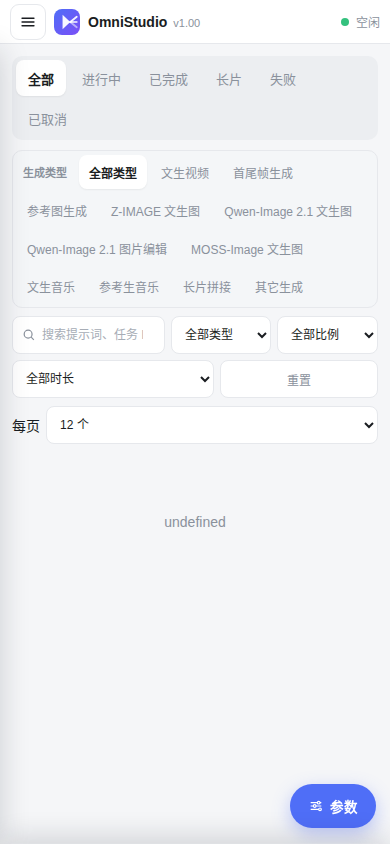 OmniStudio v1.00 空闲
全部 进行中 已完成 长片 失败
已取消
生成类型 全部类型 文生视频 首尾帧生成
参考图生成 Z-IMAGE 文生图 Qwen-Image 2.1 文生图
Qwen-Image 2.1 图片编辑 MOSS-Image 文生图
文生音乐 参考生音乐 长片拼接 其它生成
搜索提示词、任务 全部类型 全部比例
全部时长 重置
每页 12 个
undefined
参数